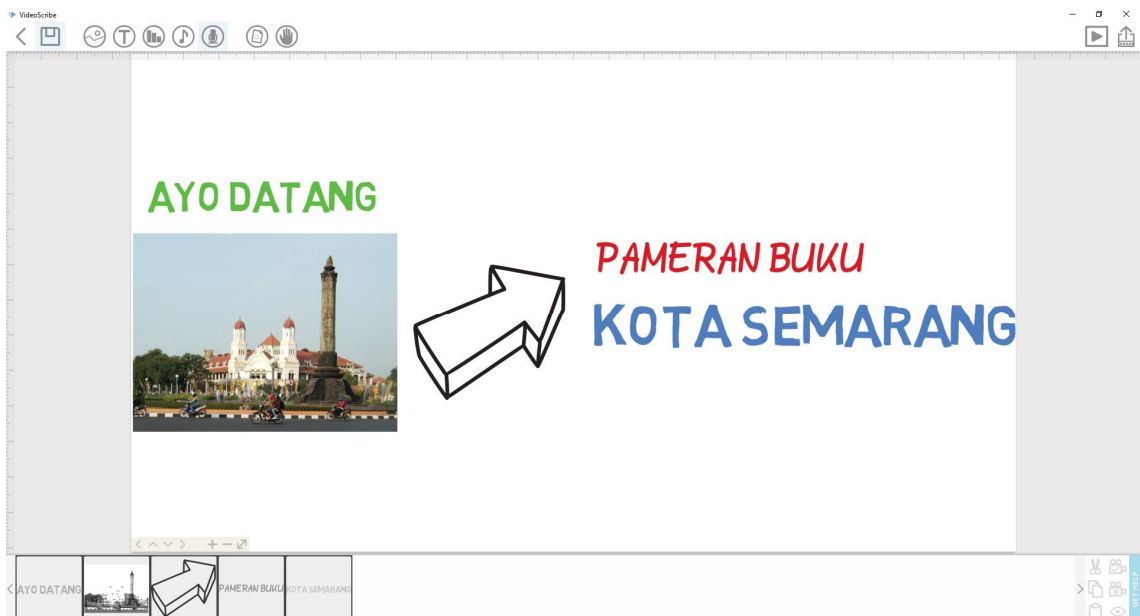 VideoScribe
AYO DATANG
PAMERAN BUKU
KOTA SEMARANG
AYO DATANG
PAMERAN BUKU
KOTA SEMARANG